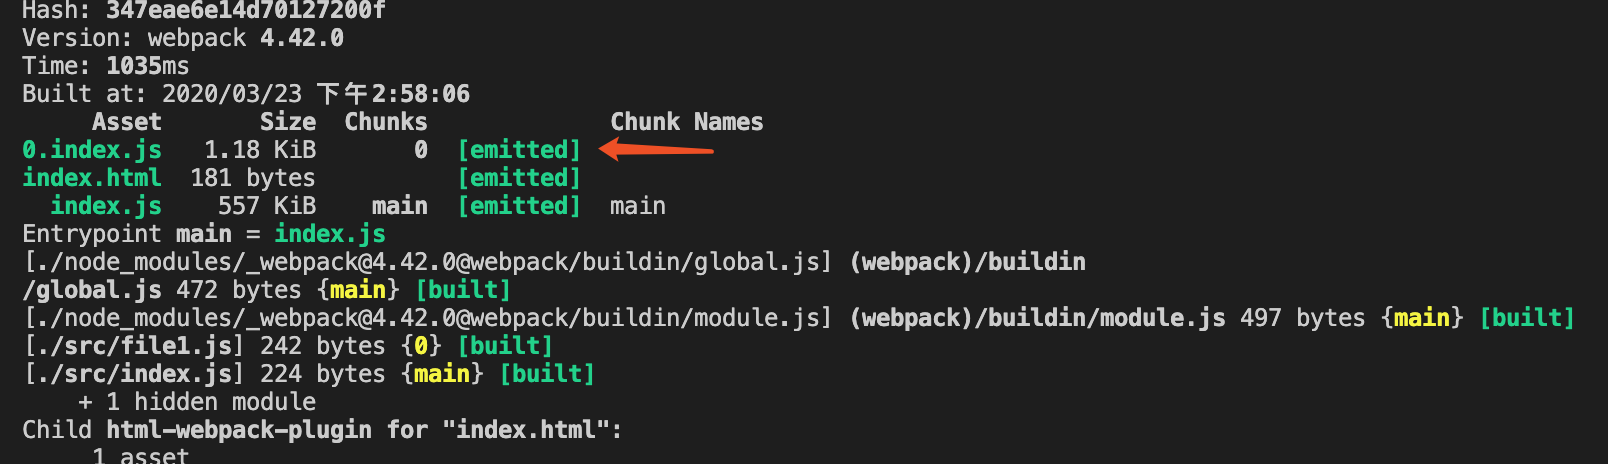 Hash: 347eae6e14d70127200f
Version: webpack 4.42.0
Time: 1035ms
Built at: 2020/03/23 下午2:58:06
Asset Size Chunks Chunk Names
0.index.js 1.18 KiB 0 [emitted]
index.html 181 bytes [emitted]
index.js 557 KiB main [emitted] main
Entrypoint main = index.js
[./node_modules/_webpack@4.42.0@webpack/buildin/global.js] (webpack)/buildin
/global.js 472 bytes {main} [built]
[./node_modules/_webpack@4.42.0@webpack/buildin/module.js] (webpack)/buildin/module.js 497 bytes {main} [built]
[./src/file1.js] 242 bytes {0} [built]
[./src/index.js] 224 bytes {main} [built]
+ 1 hidden module
Child html-webpack-plugin for "index.html":
1 asset